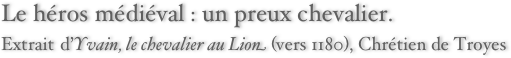 Le héros médiéval : un preux chevalier.
Extrait d'Yvain, le chevalier au Lion (vers 1180), Chrétien de Troyes